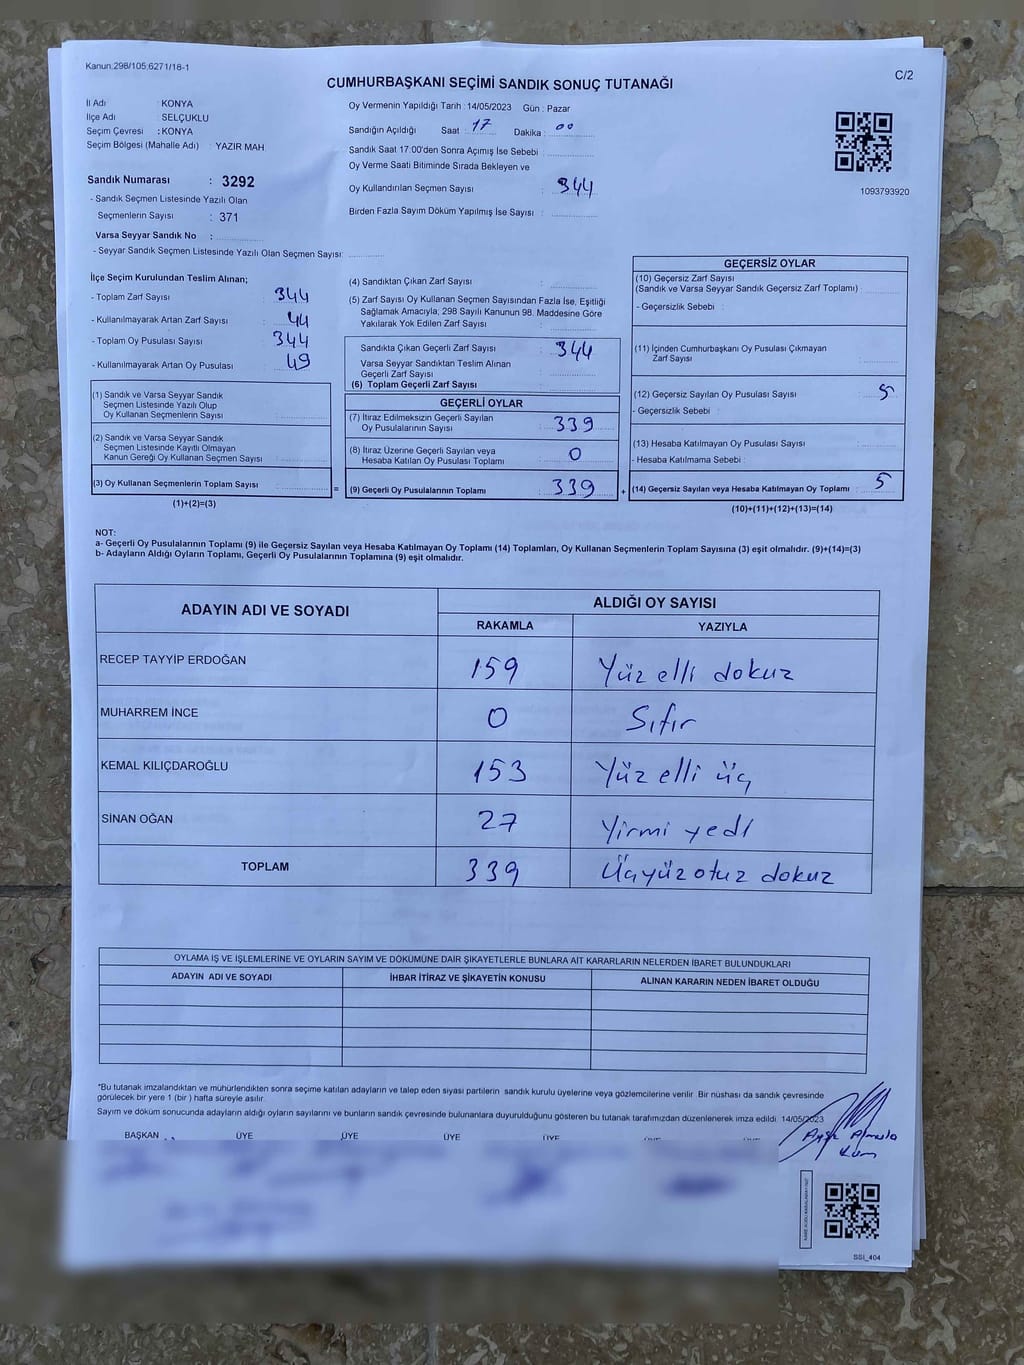 Kanun.298/105.6271/18-1
C/2
CUMHURBAŞKANI SEÇİMİ SANDIK SONUÇ TUTANAĞI
İl Adı : KONYA
İlçe Adı : SELÇUKLU
Seçim Çevresi : KONYA
Seçim Bölgesi (Mahalle Adı) : YAZIR MAH
Sandık Numarası : 3292
- Sandık Seçmen Listesinde Yazılı Olan
Seçmenlerin Sayısı : 371
Varsa Seyyar Sandık No :
- Seyyar Sandık Seçmen Listesinde Yazılı Olan Seçmen Sayısı:
Oy Vermenin Yapıldığı Tarih : 14/05/2023 Gün : Pazar
Sandığın Açıldığı Saat : 17 Dakika : 00
Sandık Saat 17.00'den Sonra Açımış İse Sebebi :
Oy Verme Saati Bitiminde Sırada Bekleyen ve
Oy Kullandırılan Seçmen Sayısı : 344
Birden Fazla Sayım Döküm Yapılmış İse Sayısı :
1093793920
İlçe Seçim Kurulundan Teslim Alınan;
- Toplam Zarf Sayısı : 344
- Kullanılmayarak Artan Zarf Sayısı : 44
- Toplam Oy Pusulası Sayısı : 344
- Kullanılmayarak Artan Oy Pusulası : 49
(1) Sandık ve Varsa Seyyar Sandık
Seçmen Listesinde Yazılı Olup
Oy Kullanan Seçmenlerin Sayısı :
(2) Sandık ve Varsa Seyyar Sandık
Seçmen Listesinde Kayıtlı Olmayan
Kanun Gereği Oy Kullanan Seçmen Sayısı :
(3) Oy Kullanan Seçmenlerin Toplam Sayısı :
(1)+(2)=(3)
=
(4) Sandıktan Çıkan Zarf Sayısı :
(5) Zarf Sayısı Oy Kullanan Seçmen Sayısından Fazla İse, Eşitliği
Sağlamak Amacıyla; 298 Sayılı Kanunun 98. Maddesine Göre
Yakılarak Yok Edilen Zarf Sayısı :
Sandıkta Çıkan Geçerli Zarf Sayısı : 344
Varsa Seyyar Sandıktan Teslim Alınan
Geçerli Zarf Sayısı :
(6) Toplam Geçerli Zarf Sayısı :
GEÇERLİ OYLAR
(7) İtiraz Edilmeksizin Geçerli Sayılan
Oy Pusulalarının Sayısı : 339
(8) İtiraz Üzerine Geçerli Sayılan veya
Hesaba Katılan Oy Pusulası Toplamı : 0
(9) Geçerli Oy Pusulalarının Toplamı : 339
+
GEÇERSİZ OYLAR
(10) Geçersiz Zarf Sayısı
(Sandık ve Varsa Seyyar Sandık Geçersiz Zarf Toplamı) :
- Geçersizlik Sebebi :
(11) İçinden Cumhurbaşkanı Oy Pusulası Çıkmayan
Zarf Sayısı :
(12) Geçersiz Sayılan Oy Pusulası Sayısı : 5
- Geçersizlik Sebebi :
(13) Hesaba Katılmayan Oy Pusulası Sayısı :
- Hesaba Katılmama Sebebi :
(14) Geçersiz Sayılan veya Hesaba Katılmayan Oy Toplamı : 5
(10)+(11)+(12)+(13)=(14)
NOT:
a- Geçerli Oy Pusulalarının Toplamı (9) ile Geçersiz Sayılan veya Hesaba Katılmayan Oy Toplamı (14) Toplamları, Oy Kullanan Seçmenlerin Toplam Sayısına (3) eşit olmalıdır. (9)+(14)=(3)
b- Adayların Aldığı Oyların Toplamı, Geçerli Oy Pusulalarının Toplamına (9) eşit olmalıdır.
ADAYIN ADI VE SOYADI
ALDIĞI OY SAYISI
RAKAMLA YAZIYLA
RECEP TAYYİP ERDOĞAN 159 Yüz elli dokuz
MUHARREM İNCE 0 Sıfır
KEMAL KILIÇDAROĞLU 153 Yüz elli üç
SİNAN OĞAN 27 Yirmi yedi
TOPLAM 339 Üçyüz otuz dokuz
OYLAMA İŞ VE İŞLEMLERİNE VE OYLARIN SAYIM VE DÖKÜMÜNE DAİR ŞİKAYETLERLE BUNLARA AİT KARARLARIN NELERDEN İBARET BULUNDUKLARI
ADAYIN ADI VE SOYADI İHBAR İTİRAZ VE ŞİKAYETİN KONUSU ALINAN KARARIN NEDEN İBARET OLDUĞU
"Bu tutanak imzalandıktan ve mühürlendikten sonra seçime katılan adayların ve talep eden siyasi partilerin sandık kurulu üyelerine veya gözlemcilerine verilir. Bir nüshası da sandık çevresinde
görülecek bir yere 1 (bir ) hafta süreyle asılır.
Sayım ve döküm sonucunda adayların aldığı oyların sayılarını ve bunların sandık çevresinde bulunanlara duyurulduğunu gösteren bu tutanak tarafımızdan düzenlenerek imza edildi. 14/05/2023
BAŞKAN ÜYE ÜYE ÜYE ÜYE ÜYE ÜYE
Kum
SSI_404